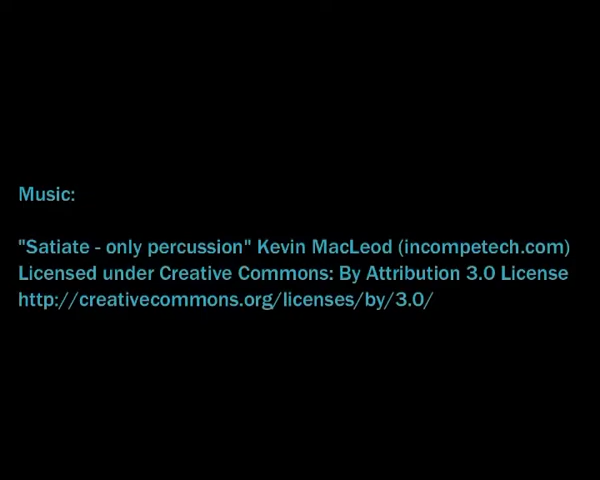 Music:
"Satiate - only percussion" Kevin MacLeod (incompetech.com)
Licensed under Creative Commons: By Attribution 3.0 License
http://creativecommons.org/licenses/by/3.0/